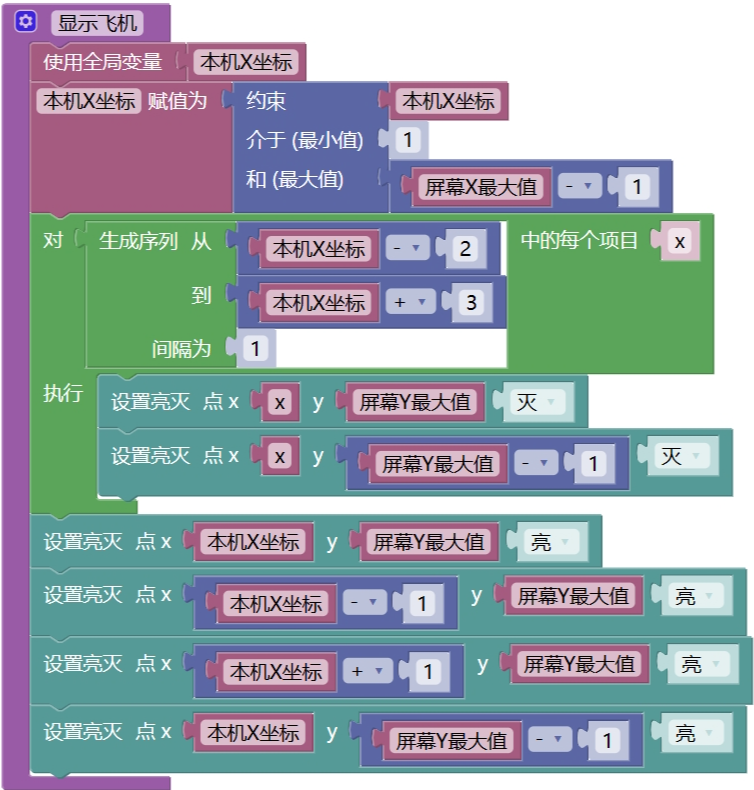 显示飞机
使用全局变量 本机X坐标
本机X坐标 赋值为 约束 本机X坐标
介于 (最小值) 1
和 (最大值) 屏幕X最大值 - 1
对 生成序列 从 本机X坐标 - 2 中的每个项目 x
到 本机X坐标 + 3
间隔为 1
执行 设置亮灭 点 x x y 屏幕Y最大值 灭
设置亮灭 点 x x y 屏幕Y最大值 - 1 灭
设置亮灭 点 x 本机X坐标 y 屏幕Y最大值 亮
设置亮灭 点 x 本机X坐标 - 1 y 屏幕Y最大值 亮
设置亮灭 点 x 本机X坐标 + 1 y 屏幕Y最大值 亮
设置亮灭 点 x 本机X坐标 y 屏幕Y最大值 - 1 亮